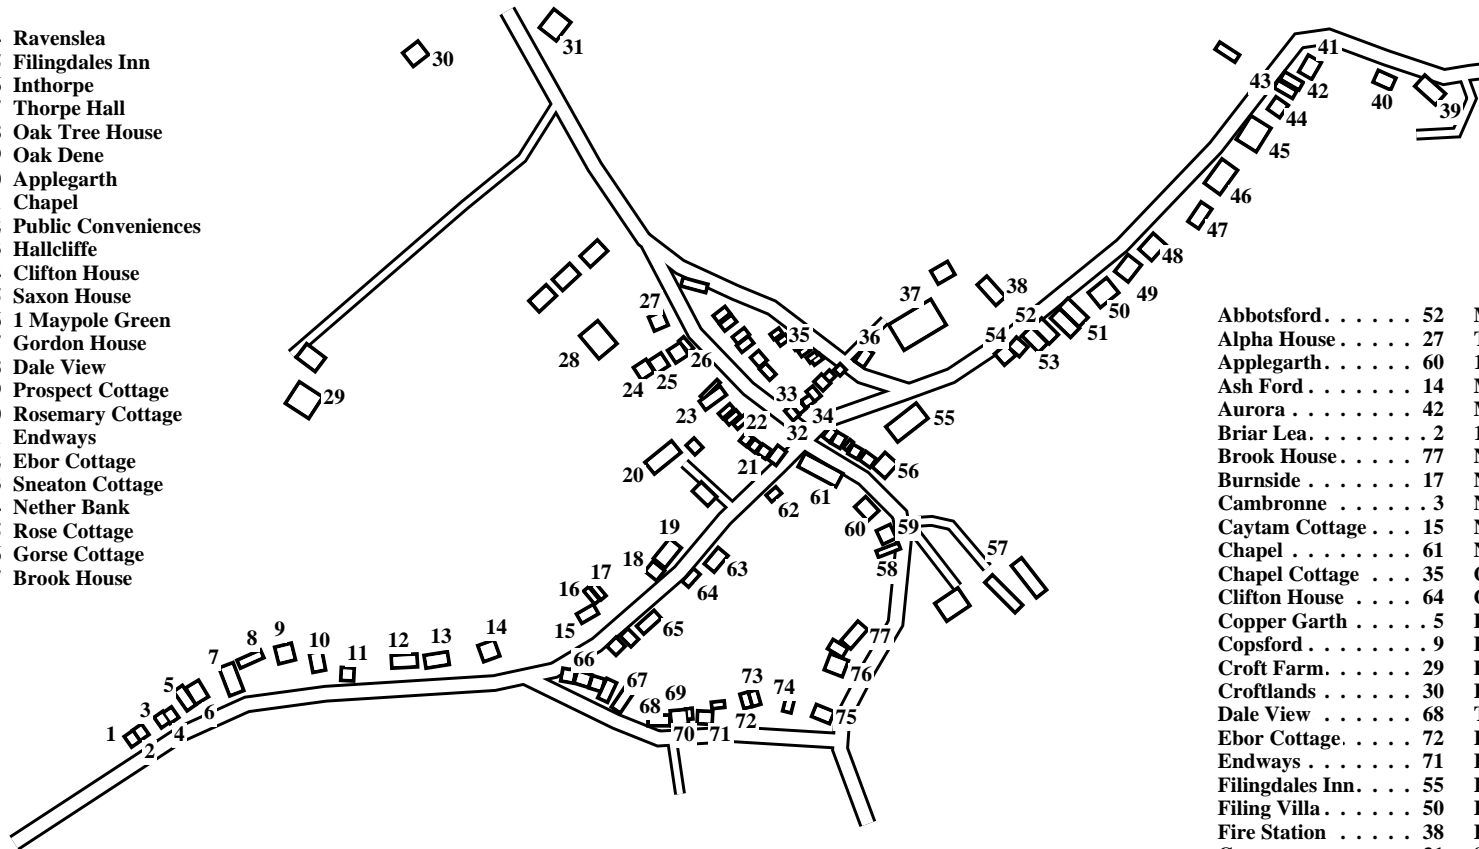 Ravenslea
Filingdales Inn
Inthorpe
Thorpe Hall
Oak Tree House
Oak Dene
Applegarth
Chapel
Public Conveniences
Hallcliffe
Clifton House
Saxon House
1 Maypole Green
Gordon House
Dale View
Prospect Cottage
Rosemary Cottage
Endways
Ebor Cottage
Sneaton Cottage
Nether Bank
Rose Cottage
Gorse Cottage
Brook House
30
31
41
43
42
40
39
44
45
46
47
48
49
50
51
52
53
54
38
37
36
35
27
28
26
24
25
29
23
33
34
22
32
21
20
55
56
61
62
60
59
57
58
19
18
63
64
17
16
15
65
66
14
13
12
11
10
9
8
7
5
6
3
4
1
2
67
68
69
70
71
72
73
74
75
76
77
Abbotsford. . . . . . 52
Alpha House . . . . . 27
Applegarth . . . . . . 60
Ash Ford . . . . . . . 14
Aurora . . . . . . . . 42
Briar Lea. . . . . . . . 2
Brook House . . . . . 77
Burnside . . . . . . . 17
Cambronne . . . . . . 3
Caytam Cottage . . . 15
Chapel . . . . . . . . 61
Chapel Cottage . . . 35
Clifton House . . . . 64
Copper Garth . . . . . 5
Copsford . . . . . . . . 9
Croft Farm. . . . . . . 29
Croftlands . . . . . . 30
Dale View . . . . . . 68
Ebor Cottage. . . . . 72
Endways . . . . . . . 71
Filingdales Inn. . . . 55
Filing Villa . . . . . . 50
Fire Station . . . . . 38